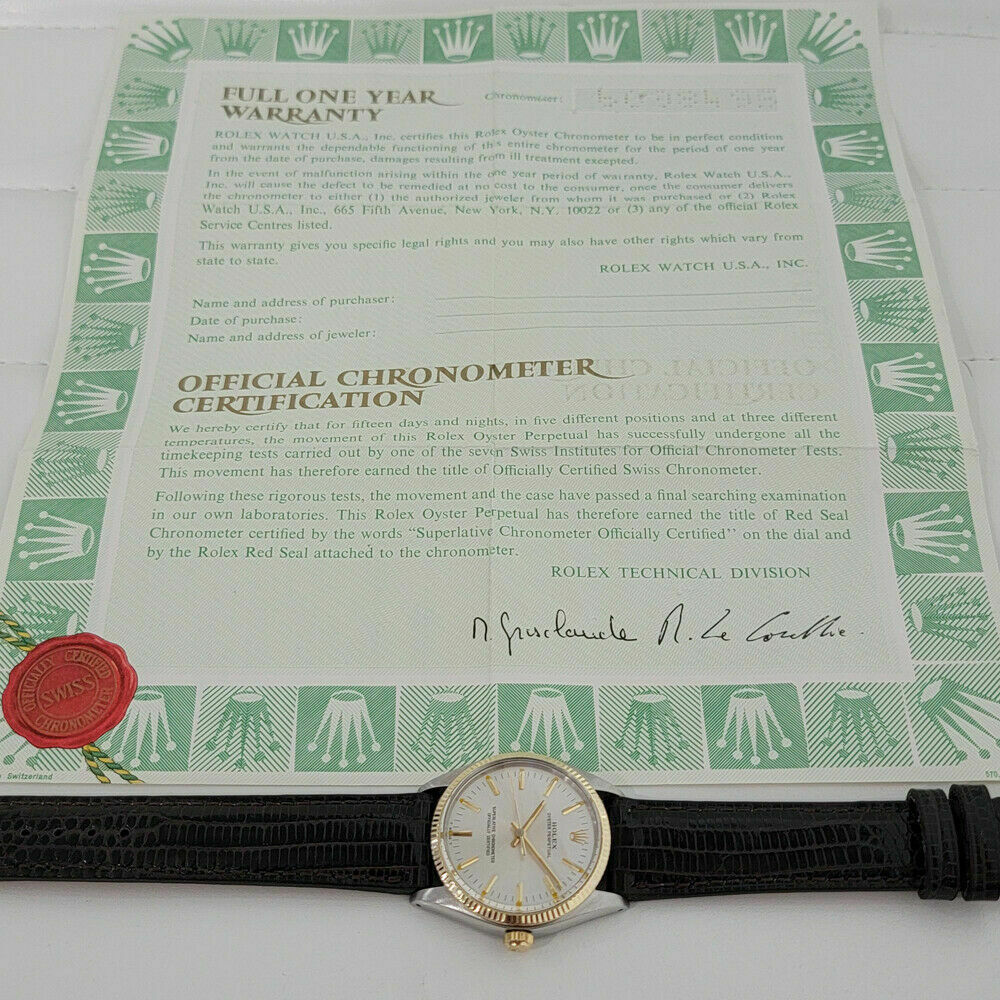 FULL ONE YEAR
WARRANTY
Chronometer:
ROLEX WATCH U.S.A., Inc. certifies this Rolex Oyster Chronometer to be in perfect condition
and warrants the dependable functioning of this entire chronometer for the period of one year
from the date of purchase, damages resulting from ill treatment excepted.
In the event of malfunction arising within the one year period of warranty, Rolex Watch U.S.A.,
Inc. will cause the defect to be remedied at no cost to the consumer, once the consumer delivers
the chronometer to either (1) the authorized jeweler from whom it was purchased or (2) Rolex
Watch U.S.A., Inc., 665 Fifth Avenue, New York, N.Y. 10022 or (3) any of the official Rolex
Service Centres listed.
This warranty gives you specific legal rights and you may also have other rights which vary from
state to state.
ROLEX WATCH U.S.A., INC.
Name and address of purchaser:
Date of purchase:
Name and address of jeweler:
OFFICIAL CHRONOMETER
CERTIFICATION
We hereby certify that for fifteen days and nights, in five different positions and at three different
temperatures, the movement of this Rolex Oyster Perpetual has successfully undergone all the
timekeeping tests carried out by one of the seven Swiss Institutes for Official Chronometer Tests.
This movement has therefore earned the title of Officially Certified Swiss Chronometer.
Following these rigorous tests, the movement and the case have passed a final searching examination
in our own laboratories. This Rolex Oyster Perpetual has therefore earned the title of Red Seal
Chronometer certified by the words "Superlative Chronometer Officially Certified" on the dial and
by the Rolex Red Seal attached to the chronometer.
ROLEX TECHNICAL DIVISION
OFFICIALLY CERTIFIED
SWISS
CHRONOMETER
Switzerland
570.
ROLEX
OYSTER PERPETUAL
SUPERLATIVE CHRONOMETER
OFFICIALLY CERTIFIED